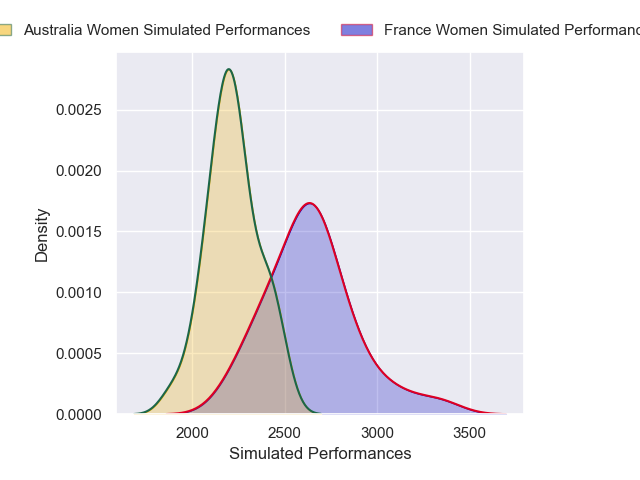 Australia Women Simulated Performances France Women Simulated Performanc
0.0025
0.0020
0.0015
0.0010
0.0005
0.0000
Density
2000 2500 3000 3500
Simulated Performances